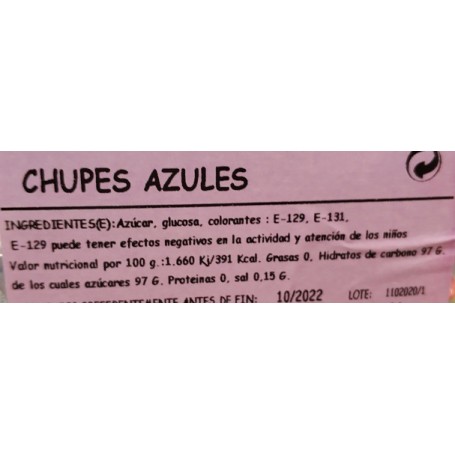 CHUPES AZULES
INGREDIENTES(E):Azúcar, glucosa, colorantes : E-129, E-131,
E-129 puede tener efectos negativos en la actividad y atención de los niños
Valor nutricional por 100 g.:1.660 Kj/391 Kcal. Grasas 0, Hidratos de carbono 97 G.
de los cuales azúcares 97 G. Proteinas 0, sal 0,15 G.
ANTES DE FIN: 10/2022 LOTE: 1102020/1